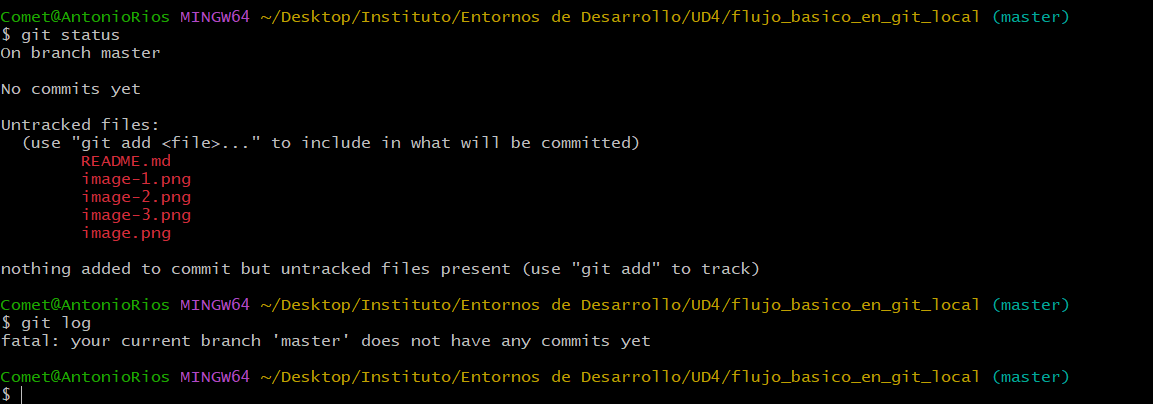 Comet@AntonioRios MINGW64 ~/Desktop/Instituto/Entornos de Desarrollo/UD4/flujo_basico_en_git_local (master)
$ git status
On branch master

No commits yet

Untracked files:
  (use "git add <file>..." to include in what will be committed)
        README.md
        image-1.png
        image-2.png
        image-3.png
        image.png

nothing added to commit but untracked files present (use "git add" to track)

Comet@AntonioRios MINGW64 ~/Desktop/Instituto/Entornos de Desarrollo/UD4/flujo_basico_en_git_local (master)
$ git log
fatal: your current branch 'master' does not have any commits yet

Comet@AntonioRios MINGW64 ~/Desktop/Instituto/Entornos de Desarrollo/UD4/flujo_basico_en_git_local (master)
$